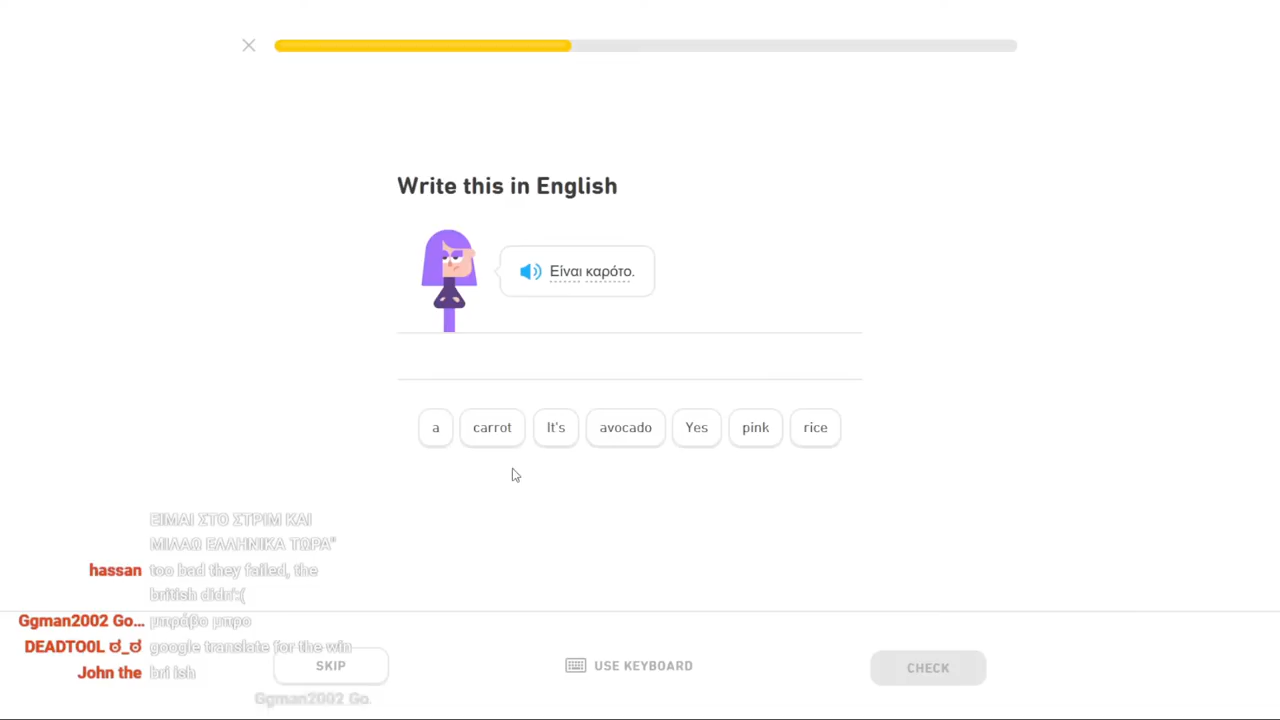 Write this in English
Είναι καρότο.
a carrot It's avocado Yes pink rice
ΕΙΜΑΙ ΣΤΟ ΣΤΡΙΜ ΚΑΙ
ΜΙΛΑΩ ΕΛΛΗΝΙΚΑ ΤΩΡΑ"
hassan too bad they failed, the
british didn':(
Ggman2002 Go... μπράβο μπρο
DEADTO0L ಠ_ಠ google translate for the win
John the bri ish
SKIP USE KEYBOARD CHECK
Ggman2002 Go.